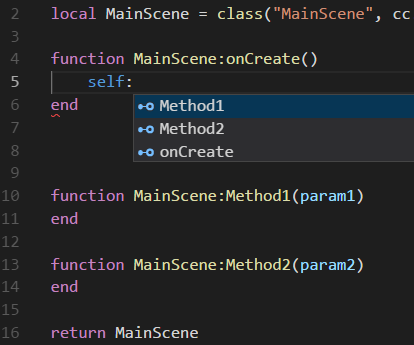 2 local MainScene = class("MainScene", cc
3
4 function MainScene:onCreate()
5 self:
6 end Method1
7 Method2
8 onCreate
9
10 function MainScene:Method1(param1)
11 end
12
13 function MainScene:Method2(param2)
14 end
15
16 return MainScene